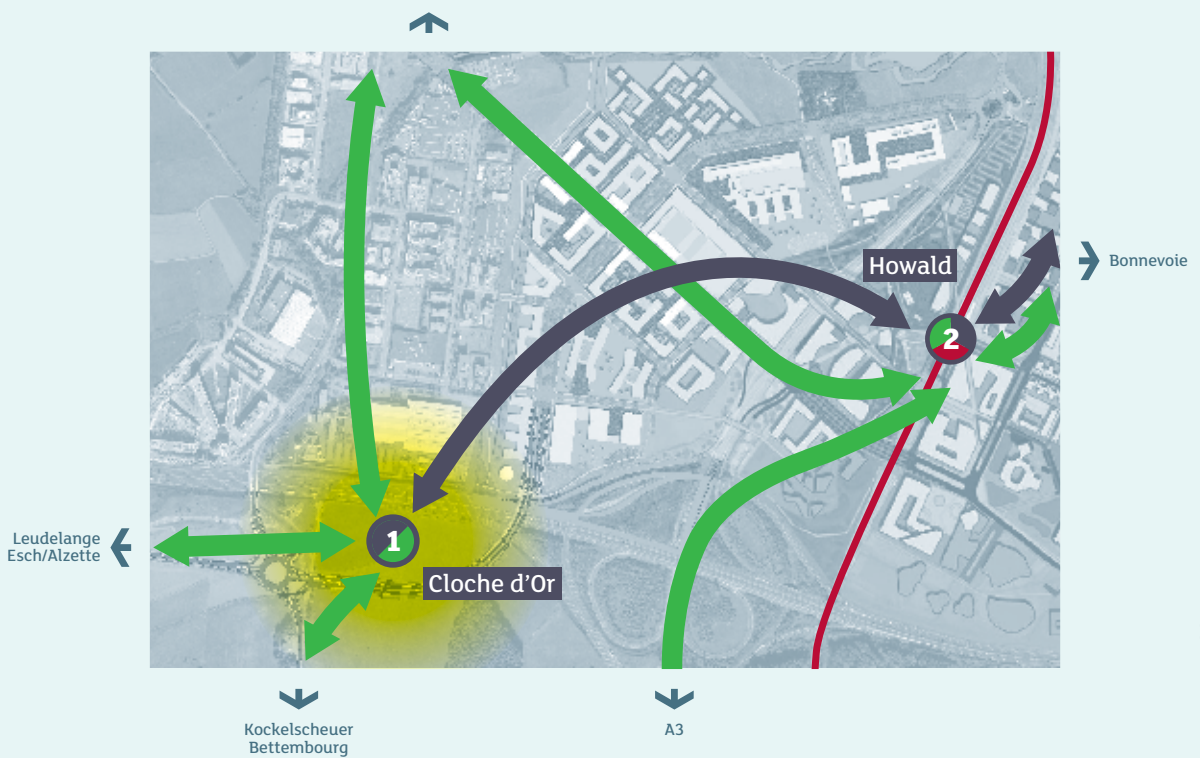 Howald
Bonnevoie
2
1
Leudelange
Esch/Alzette
Cloche d'Or
Kockelscheuer
Bettembourg
A3